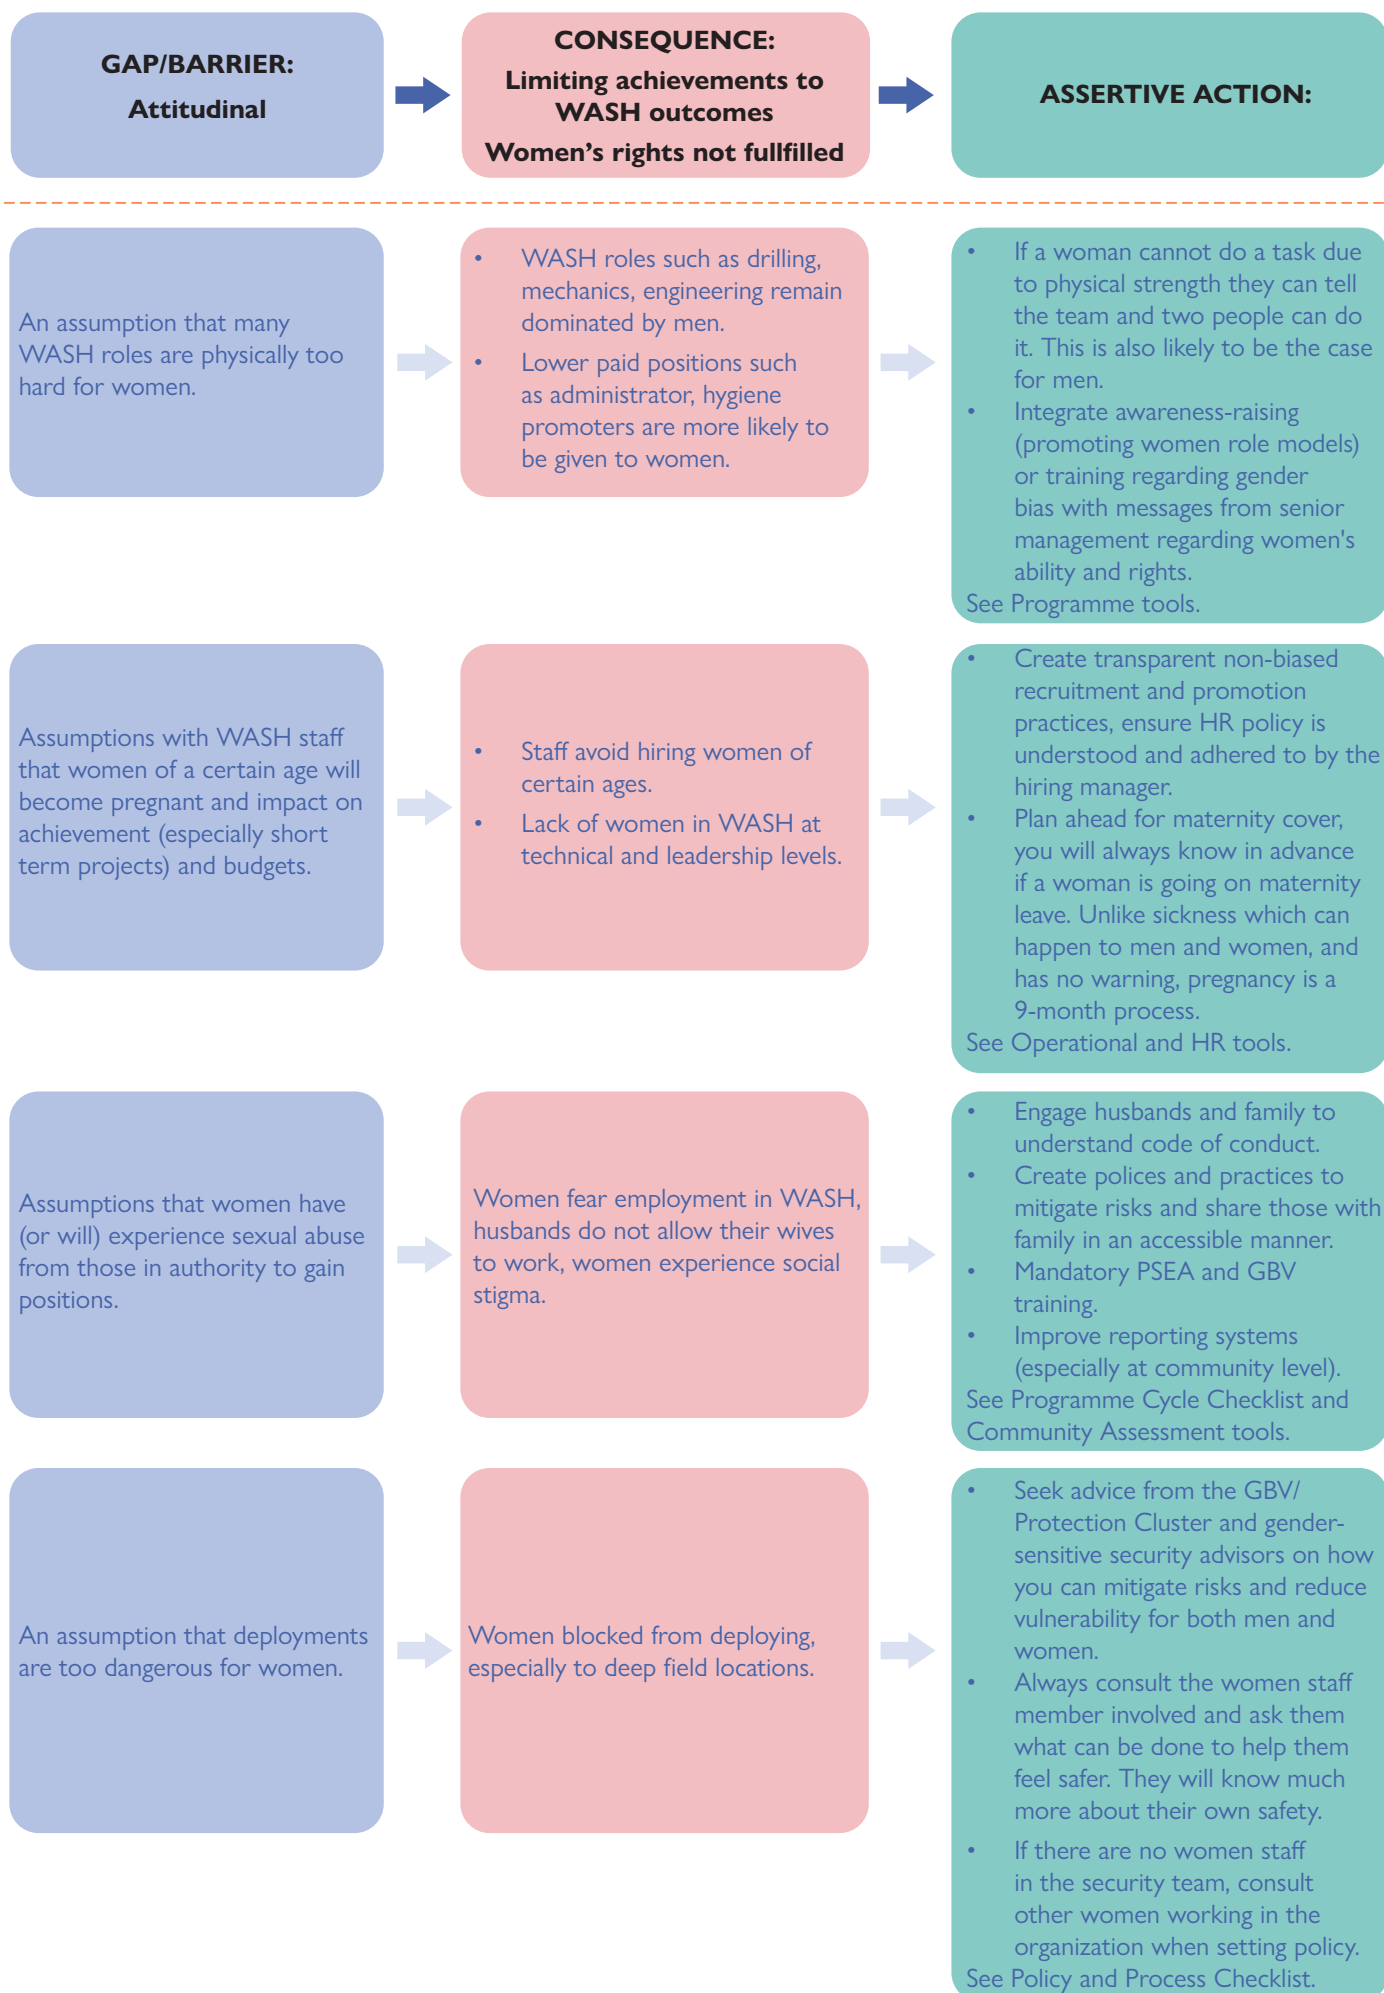 GAP/BARRIER:
Attitudinal
CONSEQUENCE:
Limiting achievements to
WASH outcomes
Women’s rights not fullfilled
ASSERTIVE ACTION:
An assumption that many
WASH roles are physically too
hard for women.
• WASH roles such as drilling,
mechanics, engineering remain
dominated by men.
• Lower paid positions such
as administrator, hygiene
promoters are more likely to
be given to women.
• If a woman cannot do a task due
to physical strength they can tell
the team and two people can do
it. This is also likely to be the case
for men.
• Integrate awareness-raising
(promoting women role models)
or training regarding gender
bias with messages from senior
management regarding women's
ability and rights.
See Programme tools.
Assumptions with WASH staff
that women of a certain age will
become pregnant and impact on
achievement (especially short
term projects) and budgets.
• Staff avoid hiring women of
certain ages.
• Lack of women in WASH at
technical and leadership levels.
• Create transparent non-biased
recruitment and promotion
practices, ensure HR policy is
understood and adhered to by the
hiring manager.
• Plan ahead for maternity cover,
you will always know in advance
if a woman is going on maternity
leave. Unlike sickness which can
happen to men and women, and
has no warning, pregnancy is a
9-month process.
See Operational and HR tools.
Assumptions that women have
(or will) experience sexual abuse
from those in authority to gain
positions.
Women fear employment in WASH,
husbands do not allow their wives
to work, women experience social
stigma.
• Engage husbands and family to
understand code of conduct.
• Create polices and practices to
mitigate risks and share those with
family in an accessible manner.
• Mandatory PSEA and GBV
training.
• Improve reporting systems
(especially at community level).
See Programme Cycle Checklist and
Community Assessment tools.
An assumption that deployments
are too dangerous for women.
Women blocked from deploying,
especially to deep field locations.
• Seek advice from the GBV/
Protection Cluster and gender-
sensitive security advisors on how
you can mitigate risks and reduce
vulnerability for both men and
women.
• Always consult the women staff
member involved and ask them
what can be done to help them
feel safer. They will know much
more about their own safety.
• If there are no women staff
in the security team, consult
other women working in the
organization when setting policy.
See Policy and Process Checklist.